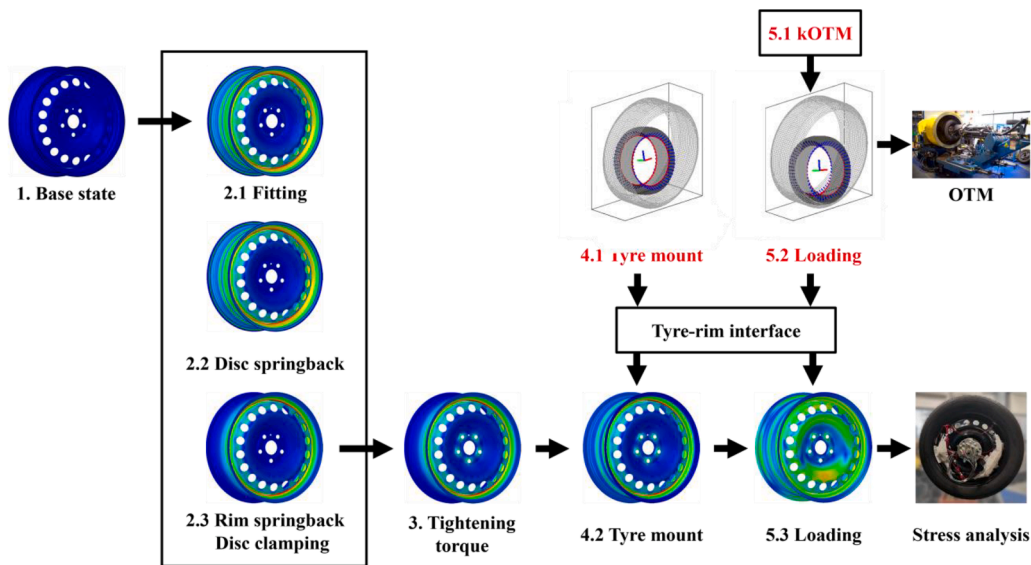 5.1 kOTM
1. Base state
2.1 Fitting
OTM
4.1 Tyre mount
5.2 Loading
Tyre-rim interface
2.2 Disc springback
2.3 Rim springback
Disc clamping
3. Tightening
torque
4.2 Tyre mount
5.3 Loading
Stress analysis